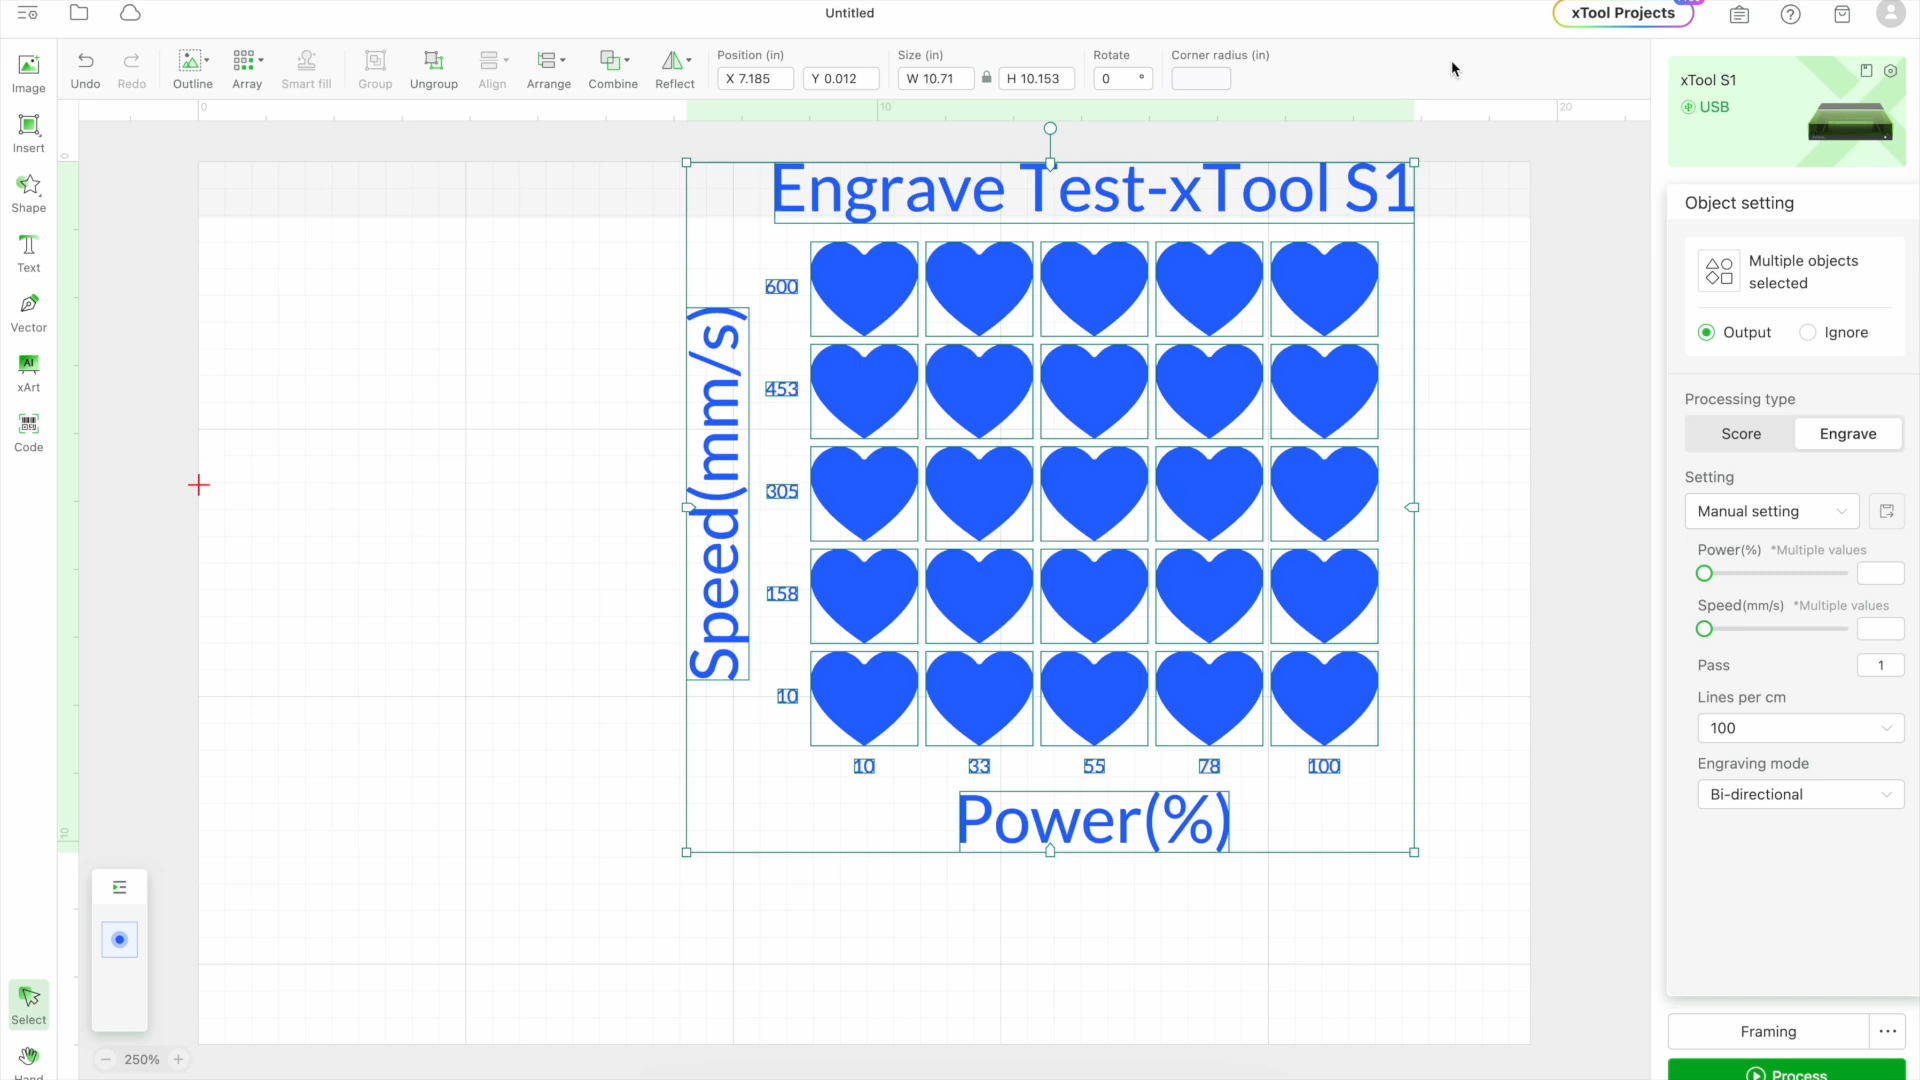 Untitled
xTool Projects
Undo
Redo
Outline
Array
Smart fill
Group
Ungroup
Align
Arrange
Combine
Reflect
Position (in)
X 7.185
Y 0.012
Size (in)
W 10.71
H 10.153
Rotate
0 °
Corner radius (in)
Image
Insert
Shape
Text
Vector
AI
xArt
Code
Select
Hand
0
10
20
0
10
Engrave Test-xTool S1
Speed(mm/s)
600
453
305
158
10
10
33
55
78
100
Power(%)
250%
xTool S1
USB
Object setting
Multiple objects
selected
Output
Ignore
Processing type
Score
Engrave
Setting
Manual setting
Power(%) *Multiple values
Speed(mm/s) *Multiple values
Pass
1
Lines per cm
100
Engraving mode
Bi-directional
Framing
Process